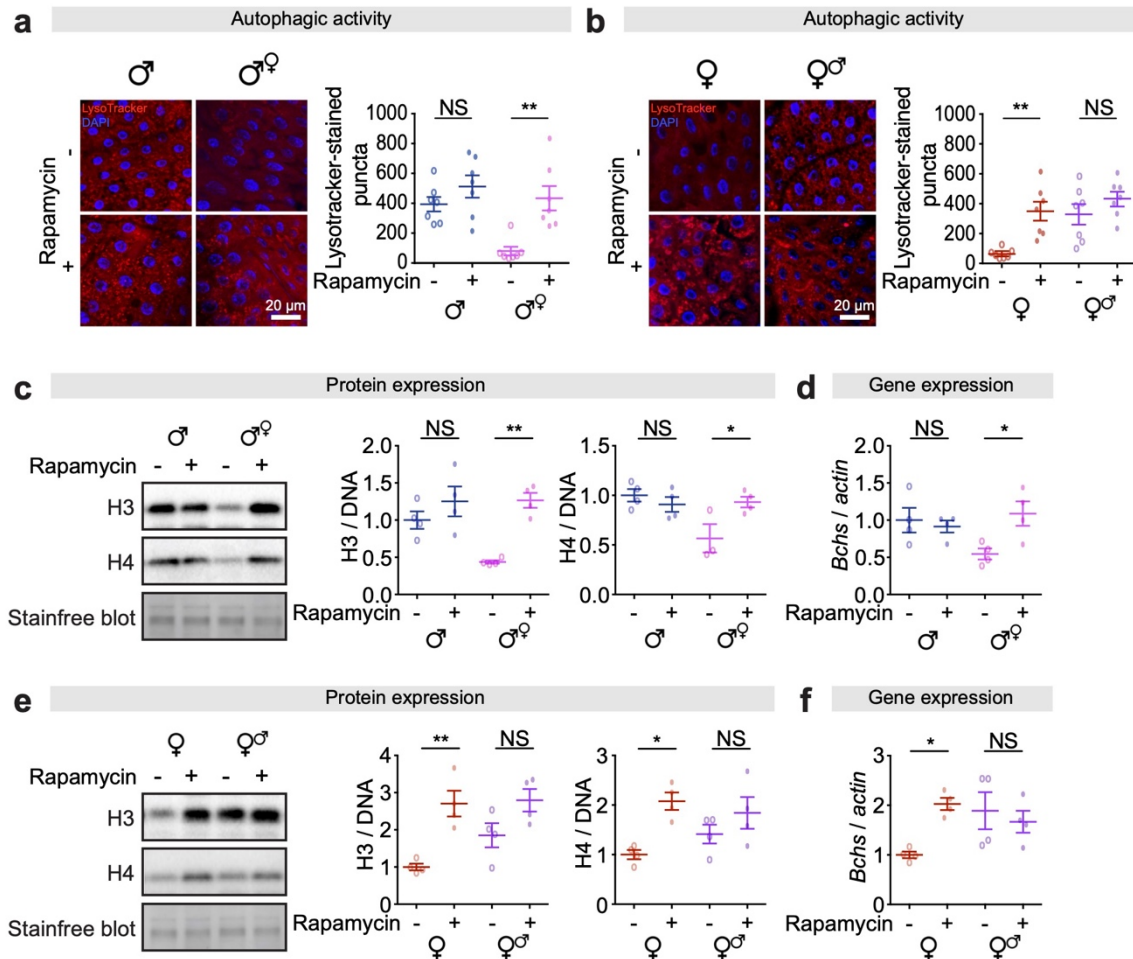 a
Autophagic activity
♂ ♂♀
LysoTracker
DAPI
Rapamycin
-
+
20 µm
Lysotracker-stained
puncta
1000
800
600
400
200
0
NS **
Rapamycin - + - +
♂ ♂♀
b
Autophagic activity
♀ ♀♂
LysoTracker
DAPI
Rapamycin
-
+
20 µm
Lysotracker-stained
puncta
1000
800
600
400
200
0
** NS
Rapamycin - + - +
♀ ♀♂
c
Protein expression
♂ ♂♀
Rapamycin - + - +
H3
H4
Stainfree blot
H3 / DNA
2.0
1.5
1.0
0.5
0.0
NS **
Rapamycin - + - +
♂ ♂♀
H4 / DNA
1.5
1.0
0.5
0.0
NS *
- + - +
♂ ♂♀
d
Gene expression
Bchs / actin
2.0
1.5
1.0
0.5
0.0
NS *
Rapamycin - + - +
♂ ♂♀
e
Protein expression
♀ ♀♂
Rapamycin - + - +
H3
H4
Stainfree blot
H3 / DNA
4
3
2
1
0
** NS
Rapamycin - + - +
♀ ♀♂
H4 / DNA
4
3
2
1
0
* NS
- + - +
♀ ♀♂
f
Gene expression
Bchs / actin
3
2
1
0
* NS
Rapamycin - + - +
♀ ♀♂